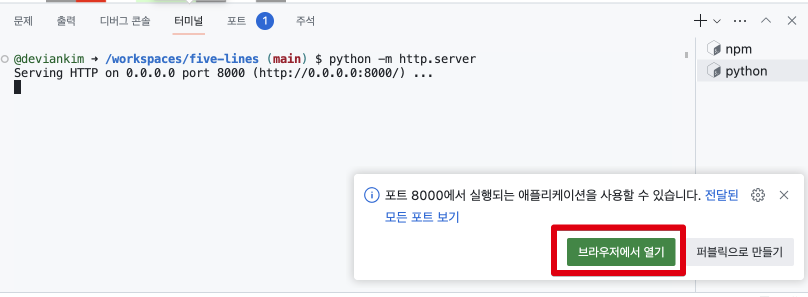 문제 출력 디버그 콘솔 터미널 포트 1 주석
@deviankim → /workspaces/five-lines (main) $ python -m http.server
Serving HTTP on 0.0.0.0 port 8000 (http://0.0.0.0:8000/) ...
npm
python
포트 8000에서 실행되는 애플리케이션을 사용할 수 있습니다. 전달된
모든 포트 보기
브라우저에서 열기 퍼블릭으로 만들기